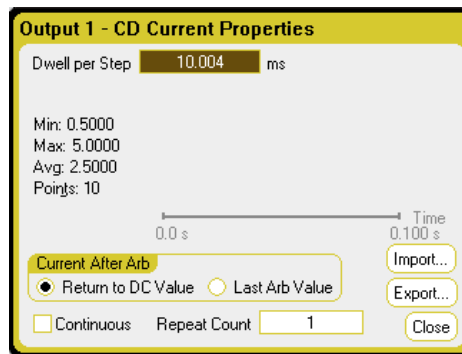 Output 1 - CD Current Properties
Dwell per Step 10.004 ms
Min: 0.5000
Max: 5.0000
Avg: 2.5000
Points: 10
Time
0.0 s 0.100 s
Current After Arb
Return to DC Value Last Arb Value
Import...
Export...
Continuous Repeat Count 1 Close